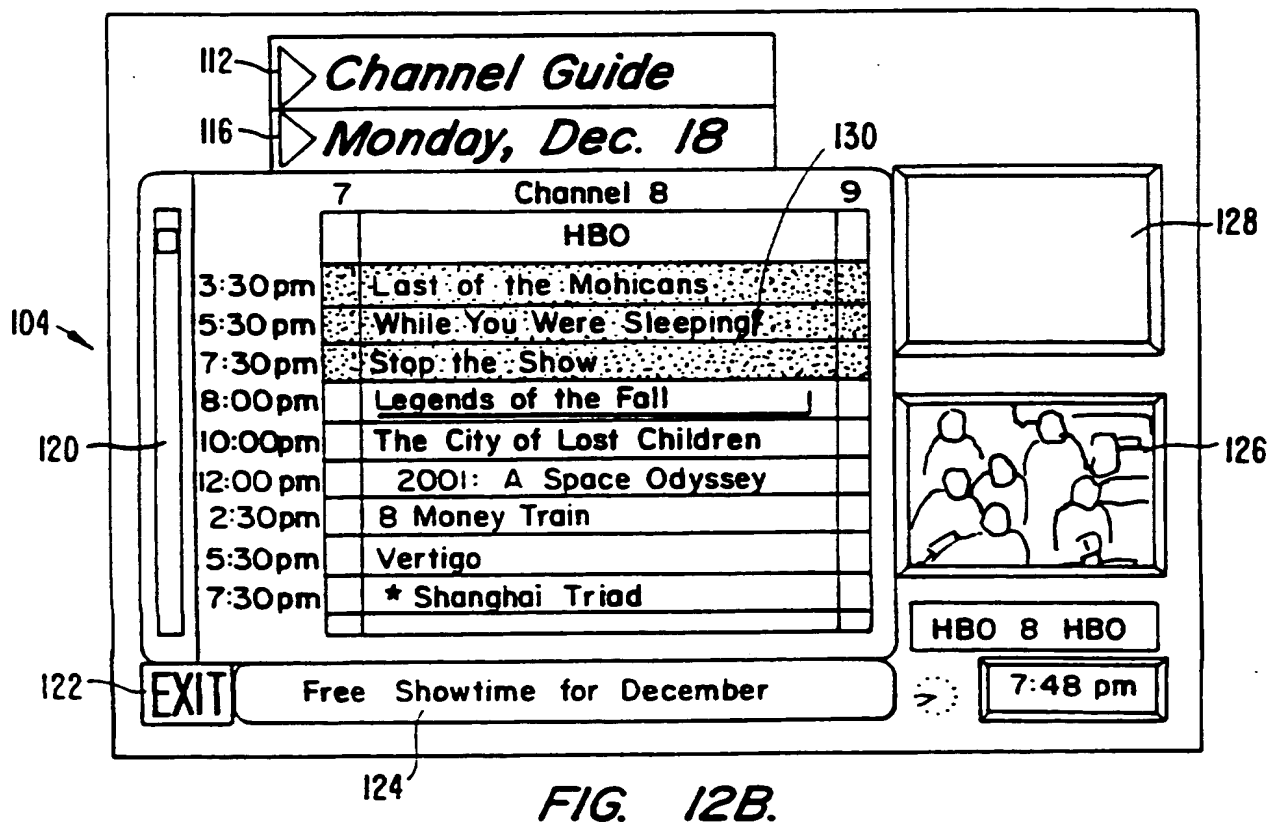 112
Channel Guide
116
Monday, Dec. 18
130
7 Channel 8 9
HBO
128
3:30pm Last of the Mohicans
104
5:30pm While You Were Sleeping
7:30pm Stop the Show
8:00pm Legends of the Fall
120
10:00pm The City of Lost Children
126
12:00 pm 2001: A Space Odyssey
2:30pm 8 Money Train
5:30pm Vertigo
7:30pm * Shanghai Triad
HBO 8 HBO
122
EXIT
Free Showtime for December
7:48 pm
124
FIG. 12B.